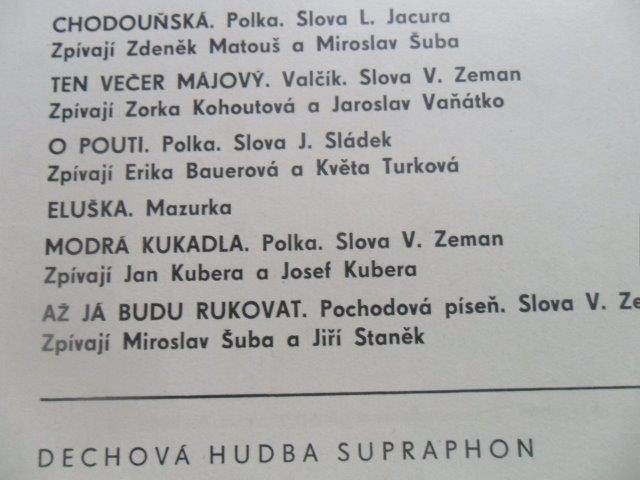 CHODOUŇSKÁ. Polka. Slova L. Jacura
Zpívají Zdeněk Matouš a Miroslav Šuba
TEN VEČER MÁJOVÝ. Valčík. Slova V. Zeman
Zpívají Zorka Kohoutová a Jaroslav Vaňátko
O POUTI. Polka. Slova J. Sládek
Zpívají Erika Bauerová a Květa Turková
ELUŠKA. Mazurka
MODRÁ KUKADLA. Polka. Slova V. Zeman
Zpívají Jan Kubera a Josef Kubera
AŽ JÁ BUDU RUKOVAT. Pochodová píseň. Slova V. Ze
Zpívají Miroslav Šuba a Jiří Staněk
DECHOVÁ HUDBA SUPRAPHON